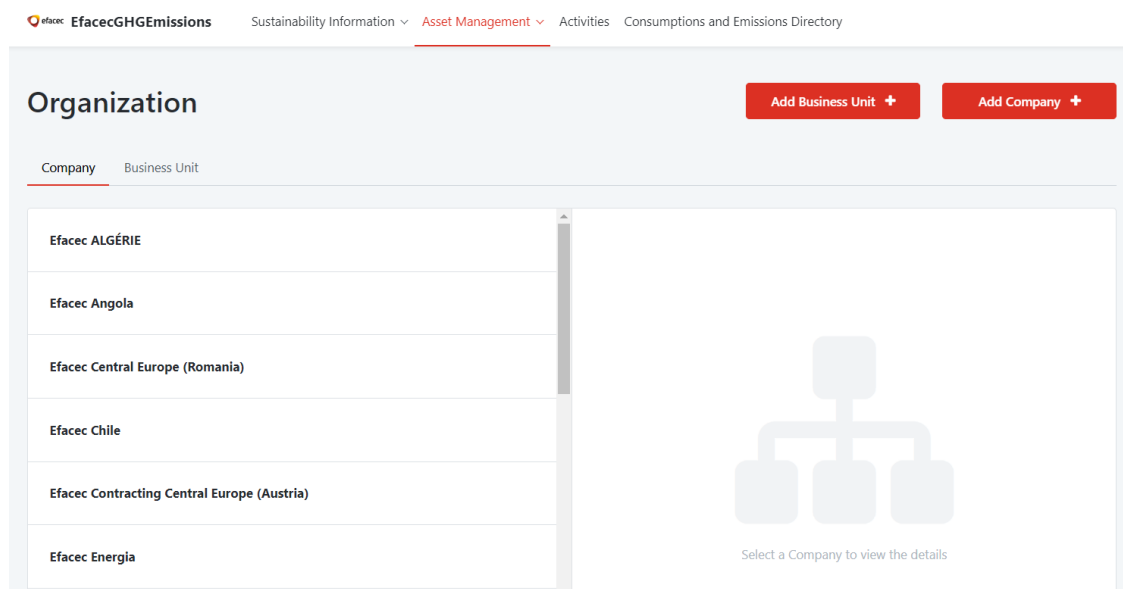 efacec EfacecGHGEmissions Sustainability Information Asset Management Activities Consumptions and Emissions Directory
Organization
Add Business Unit +
Add Company +
Company Business Unit
Efacec ALGÉRIE
Efacec Angola
Efacec Central Europe (Romania)
Efacec Chile
Efacec Contracting Central Europe (Austria)
Efacec Energia
Select a Company to view the details